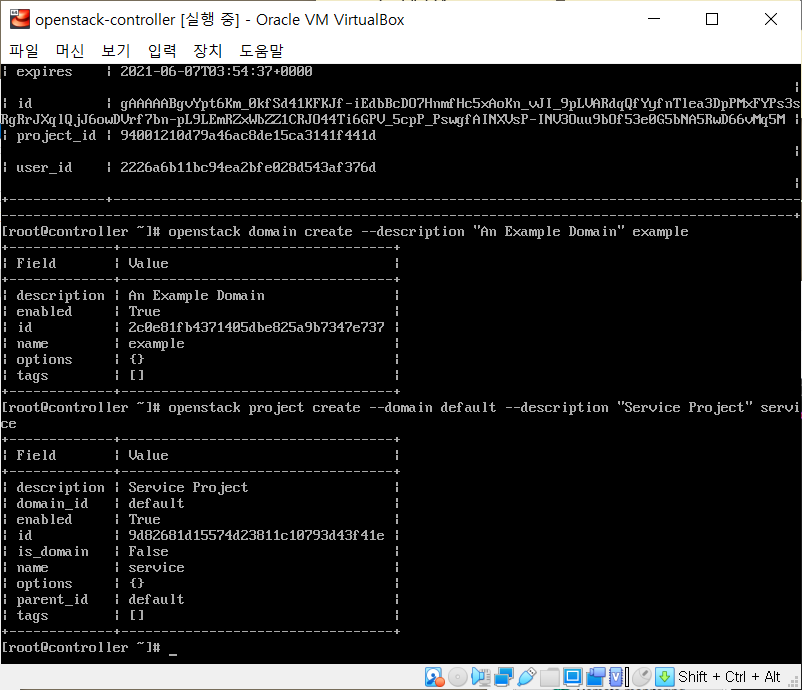 openstack-controller [실행 중] - Oracle VM VirtualBox
파일 머신 보기 입력 장치 도움말
| expires | 2021-06-07T03:54:37+0000
|
| id | gAAAAABgvYpt6Km_0kfSd41KFKJf-iEdbBcDO7HnmfHc5xAoKn_vJI_9pLVARdqQfYyfnTlea3DpPMxFYPs3s
RgRrJXqlQjJ6owDVrf7bn-pL9LEmRZxWbZZ1CRJO44Ti6GPV_5cpP_PswgfAINXVsP-INV3Ouu9bOf53e0G5bNA5RwD66vMq5M |
| project_id | 94001210d79a46ac8de15ca3141f441d
|
| user_id | 2226a6b11bc94ea2bfe028d543af376d
|
[root@controller ~]# openstack domain create --description "An Example Domain" example
| Field | Value |
| description | An Example Domain |
| enabled | True |
| id | 2c0e81fb4371405dbe825a9b7347e737 |
| name | example |
| options | {} |
| tags | [] |
[root@controller ~]# openstack project create --domain default --description "Service Project" servi
ce
| Field | Value |
| description | Service Project |
| domain_id | default |
| enabled | True |
| id | 9d82681d15574d23811c10793d43f41e |
| is_domain | False |
| name | service |
| options | {} |
| parent_id | default |
| tags | [] |
[root@controller ~]# _
Shift + Ctrl + Alt